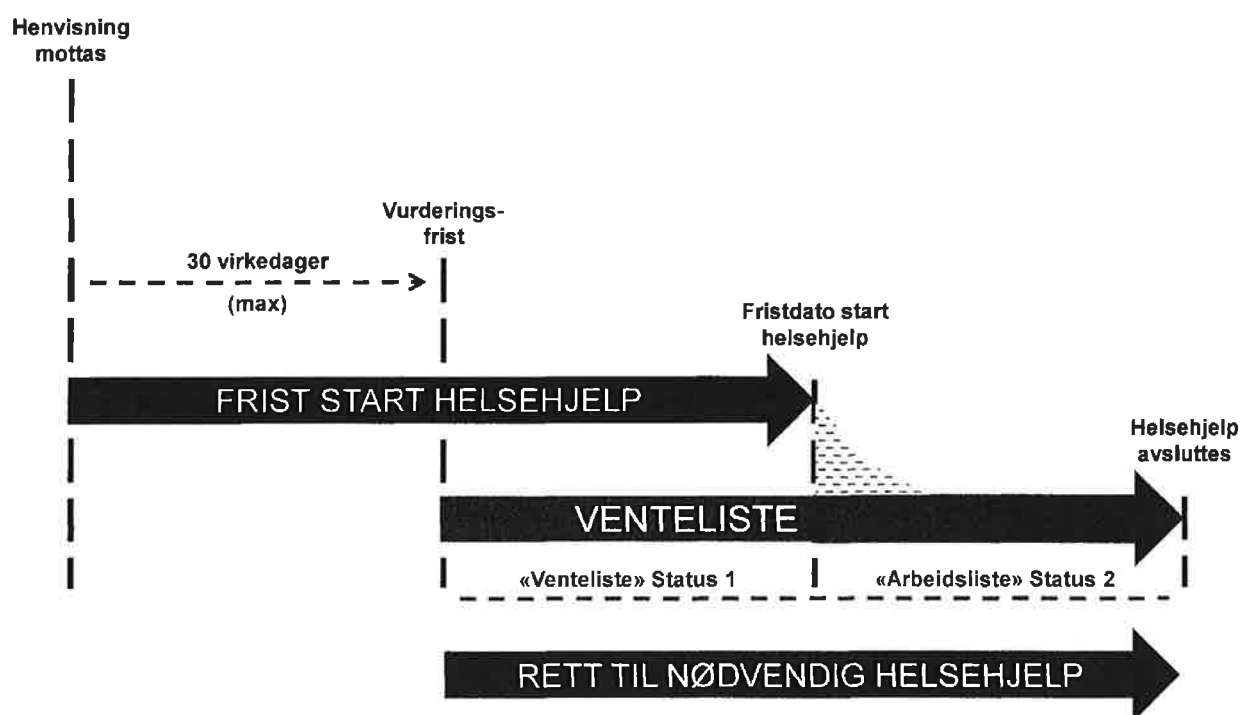 Henvisning
mottas
Vurderings-
frist
30 virkedager
(max)
Fristdato start
helsehjelp
FRIST START HELSEHJELP
Helsehjelp
avsluttes
VENTELISTE
«Venteliste» Status 1
«Arbeidsliste» Status 2
RETT TIL NØDVENDIG HELSEHJELP